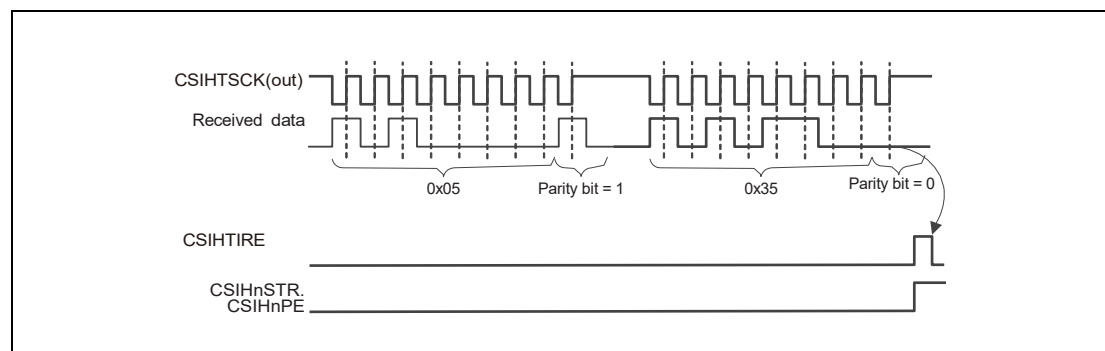 CSIHTSCK(out)
Received data
0x05
Parity bit = 1
0x35
Parity bit = 0
CSIHTIRE
CSIHnSTR.
CSIHnPE